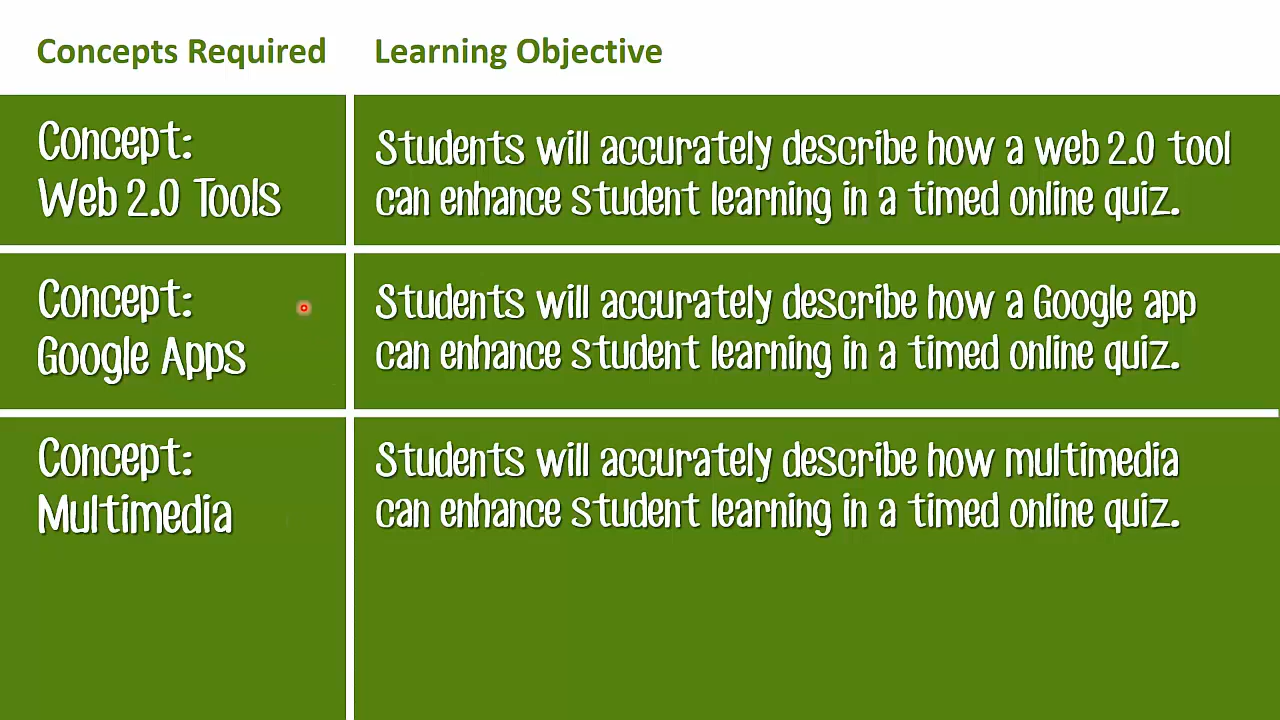 Concepts Required
Learning Objective
Concept:
Web 2.0 Tools
Students will accurately describe how a web 2.0 tool
can enhance student learning in a timed online quiz.
Concept:
Google Apps
Students will accurately describe how a Google app
can enhance student learning in a timed online quiz.
Concept:
Multimedia
Students will accurately describe how multimedia
can enhance student learning in a timed online quiz.